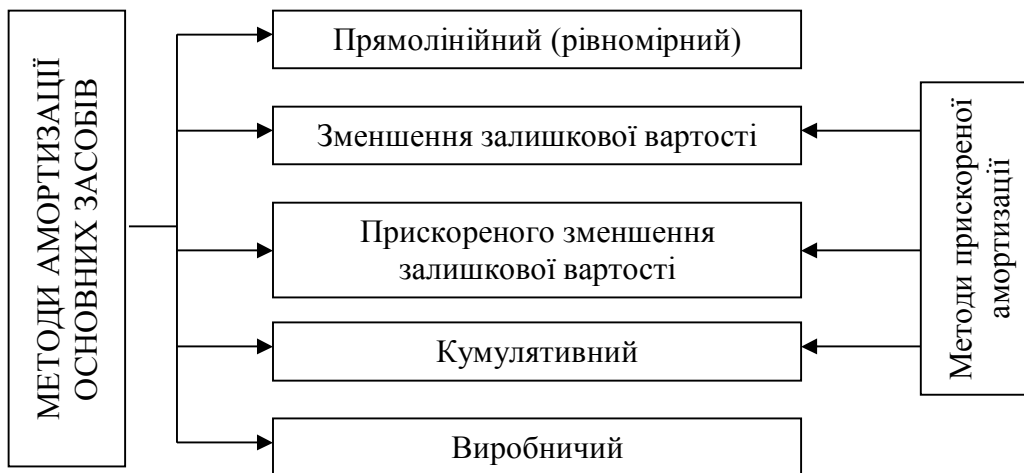 МЕТОДИ АМОРТИЗАЦІЇ
ОСНОВНИХ ЗАСОБІВ
Прямолінійний (рівномірний)
Зменшення залишкової вартості
Прискореного зменшення
залишкової вартості
Кумулятивний
Виробничий
Методи прискореної
амортизації